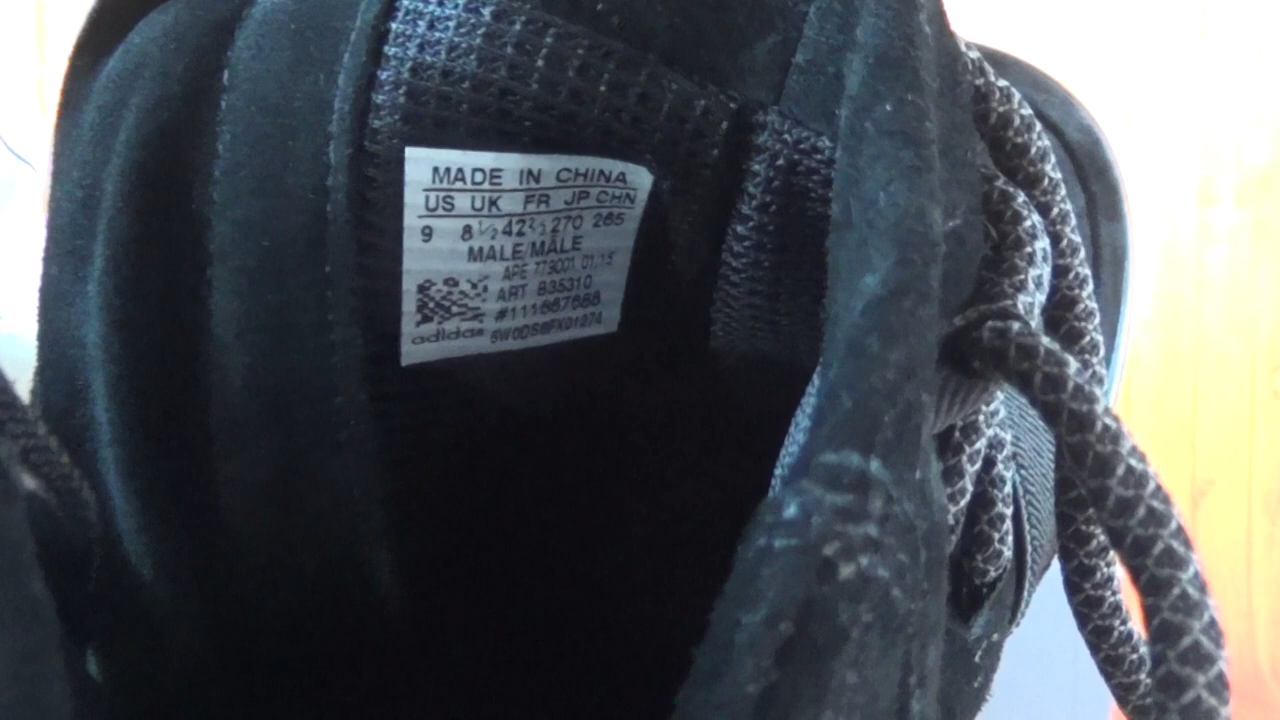 MADE IN CHINA
US UK FR JP CHN
9 8½ 42⅔ 270 265
MALE/MALE
APE 779001 01/15
ART B35310
adidas